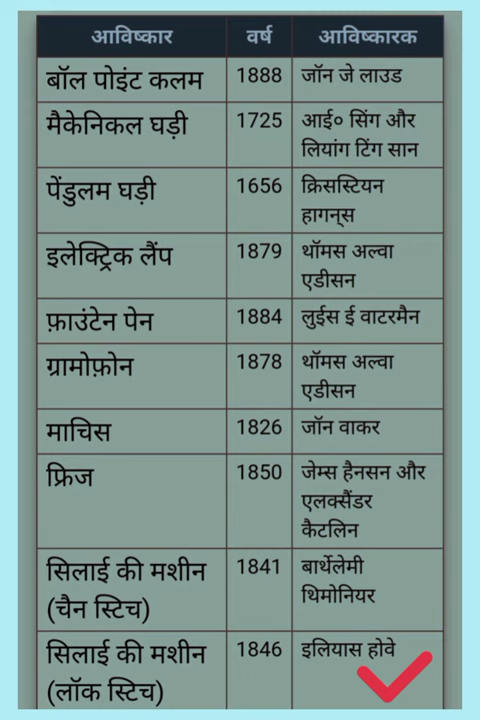 आविष्कार वर्ष आविष्कारक
बॉल पोइंट कलम 1888 जॉन जे लाउड
मैकेनिकल घड़ी 1725 आई० सिंग और
लियांग टिंग सान
पेंडुलम घड़ी 1656 क्रिसस्टियन
हागन्स
इलेक्ट्रिक लैंप 1879 थॉमस अल्वा
एडीसन
फ़ाउंटेन पेन 1884 लुईस ई वाटरमैन
ग्रामोफ़ोन 1878 थॉमस अल्वा
एडीसन
माचिस 1826 जॉन वाकर
फ्रिज 1850 जेम्स हैनसन और
एलक्सैंडर
कैटलिन
सिलाई की मशीन 1841 बार्थेलेमी
(चैन स्टिच) थिमोनियर
सिलाई की मशीन 1846 इलियास होवे
(लॉक स्टिच)